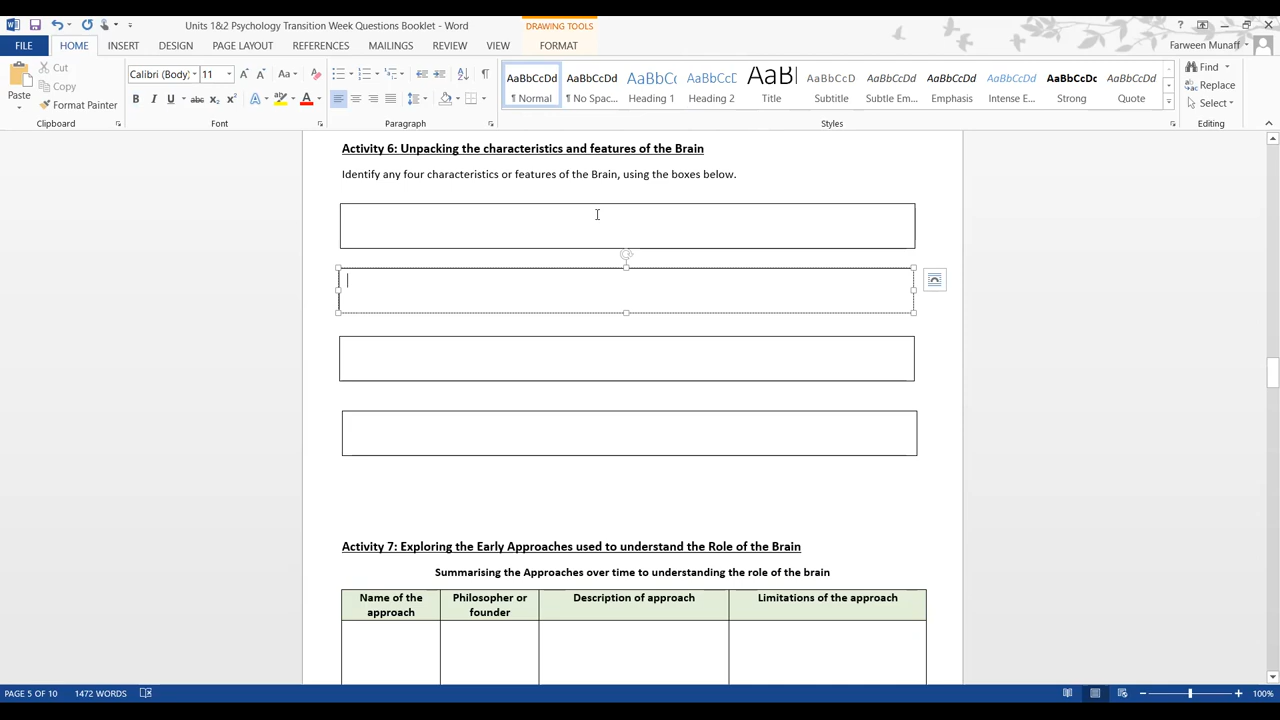 Units 1&2 Psychology Transition Week Questions Booklet - Word
DRAWING TOOLS
FILE HOME INSERT DESIGN PAGE LAYOUT REFERENCES MAILINGS REVIEW VIEW FORMAT
Farween Munaff
Paste
Cut
Copy
Format Painter
Clipboard
Calibri (Body) 11
Font
Paragraph
AaBbCcDd AaBbCcDd AaBbCc AaBbCcD AaBl AaBbCcDd AaBbCcDd AaBbCcDd AaBbCcDd AaBbCcDc AaBbCcDd
¶ Normal ¶ No Spac... Heading 1 Heading 2 Title Subtitle Subtle Em... Emphasis Intense E... Strong Quote
Styles
Find
Replace
Select
Editing
Activity 6: Unpacking the characteristics and features of the Brain
Identify any four characteristics or features of the Brain, using the boxes below.
Activity 7: Exploring the Early Approaches used to understand the Role of the Brain
Summarising the Approaches over time to understanding the role of the brain
Name of the approach
Philosopher or founder
Description of approach
Limitations of the approach
PAGE 5 OF 10 1472 WORDS
100%